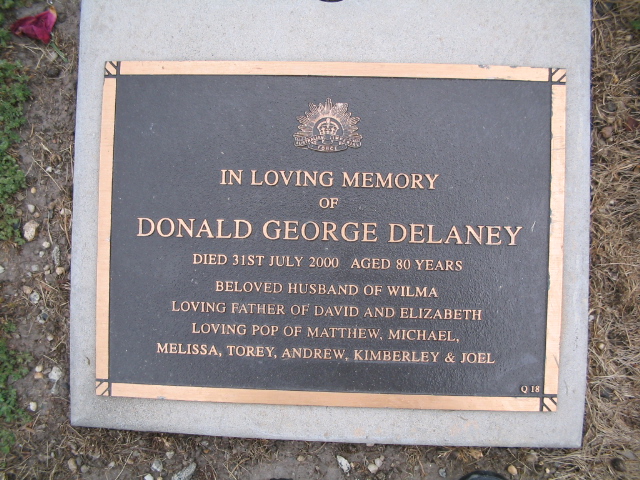 IN LOVING MEMORY
OF
DONALD GEORGE DELANEY
DIED 31ST JULY 2000 AGED 80 YEARS
BELOVED HUSBAND OF WILMA
LOVING FATHER OF DAVID AND ELIZABETH
LOVING POP OF MATTHEW, MICHAEL,
MELISSA, TOREY, ANDREW, KIMBERLEY & JOEL
Q 18